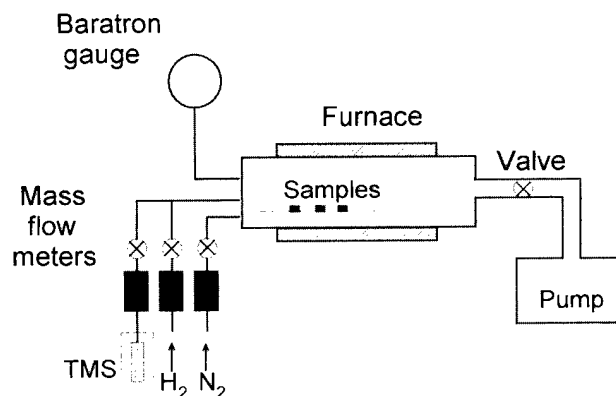 Baratron
gauge
Furnace
Valve
Samples
Mass
flow
meters
Pump
TMS
H₂
N₂